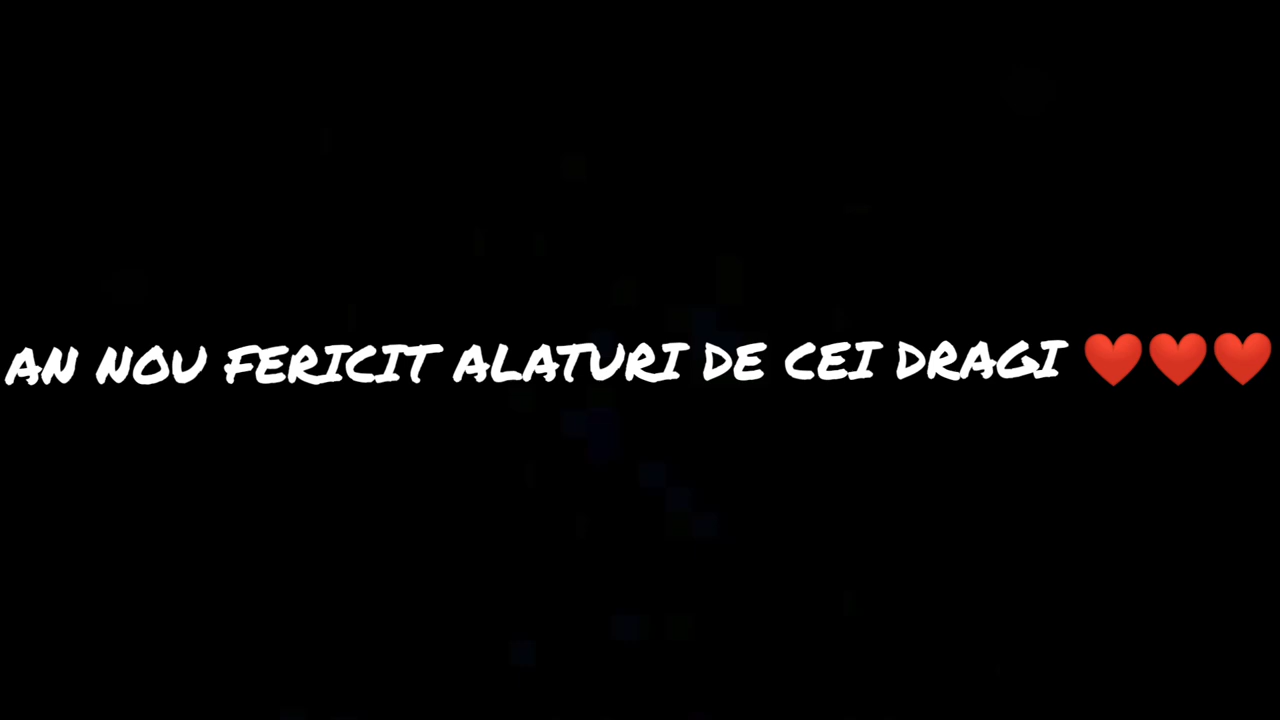 AN NOU FERICIT ALATURI DE CEI DRAGI ❤️❤️❤️